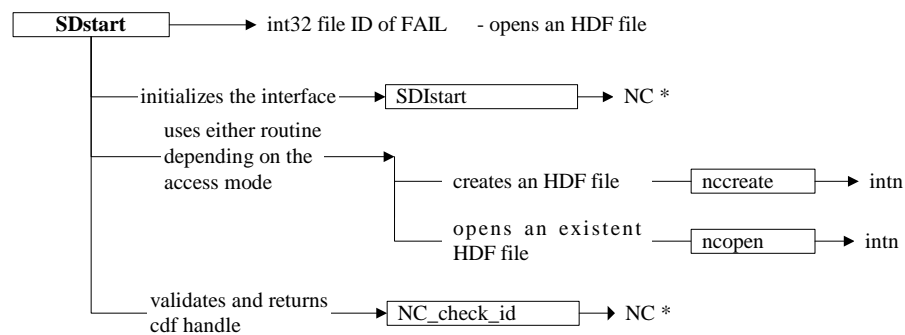 SDstart int32 file ID of FAIL - opens an HDF file
initializes the interface SDIstart NC *
uses either routine
depending on the
access mode
creates an HDF file nccreate intn
opens an existent
HDF file
ncopen intn
validates and returns
cdf handle
NC_check_id NC *